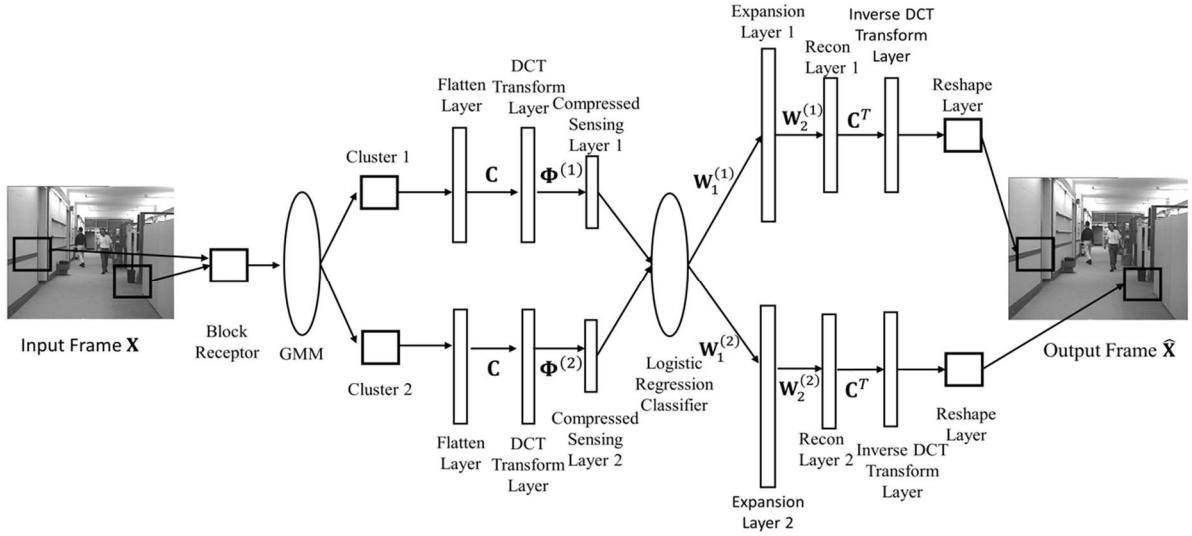 Input Frame X
Block
Receptor
GMM
Cluster 1
Flatten
Layer
C
DCT
Transform
Layer
Φ(1)
Compressed
Sensing
Layer 1
Cluster 2
Flatten
Layer
C
DCT
Transform
Layer
Φ(2)
Compressed
Sensing
Layer 2
Logistic
Regression
Classifier
W1(1)
Expansion
Layer 1
W2(1)
Recon
Layer 1
C^T
Inverse DCT
Transform
Layer
Reshape
Layer
W1(2)
Expansion
Layer 2
W2(2)
Recon
Layer 2
C^T
Inverse DCT
Transform
Layer
Reshape
Layer
Output Frame X̂